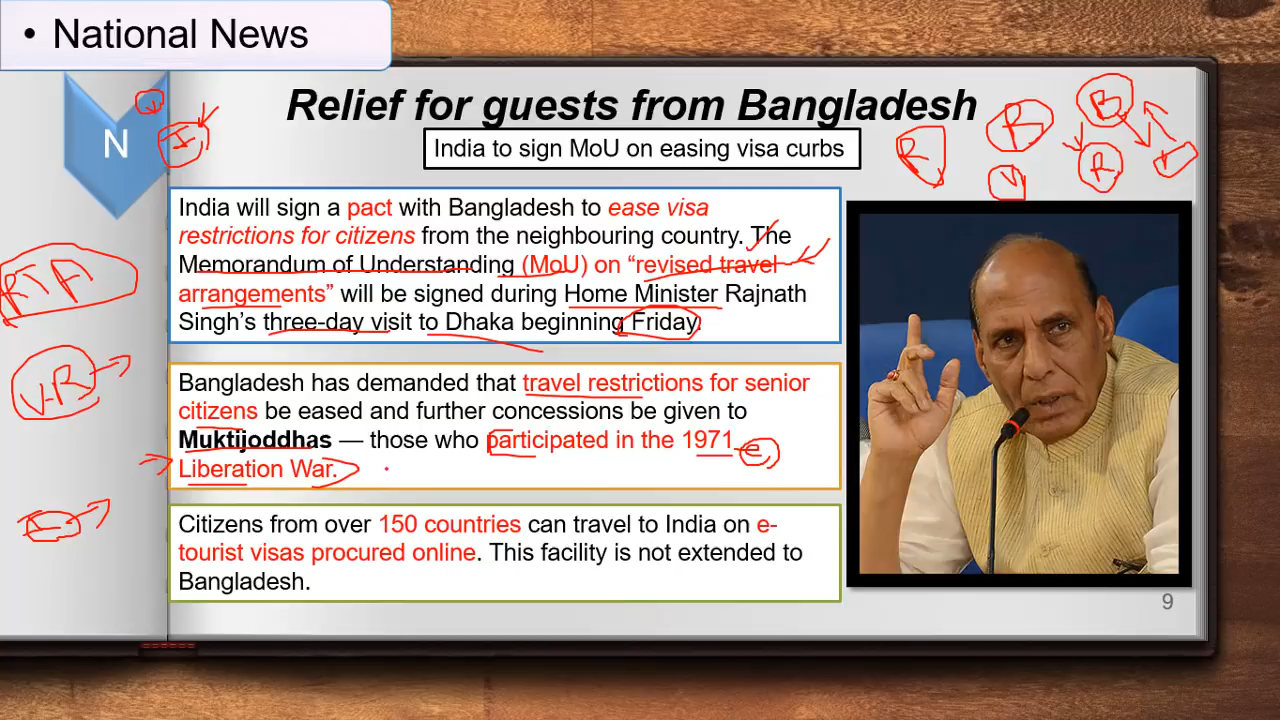 • National News
N
Relief for guests from Bangladesh
India to sign MoU on easing visa curbs
India will sign a pact with Bangladesh to ease visa
restrictions for citizens from the neighbouring country. The
Memorandum of Understanding (MoU) on “revised travel
arrangements” will be signed during Home Minister Rajnath
Singh’s three-day visit to Dhaka beginning Friday.
Bangladesh has demanded that travel restrictions for senior
citizens be eased and further concessions be given to
Muktijoddhas — those who participated in the 1971
Liberation War.
Citizens from over 150 countries can travel to India on e-
tourist visas procured online. This facility is not extended to
Bangladesh.
RTA
V-R
I
R
R
B
R
9